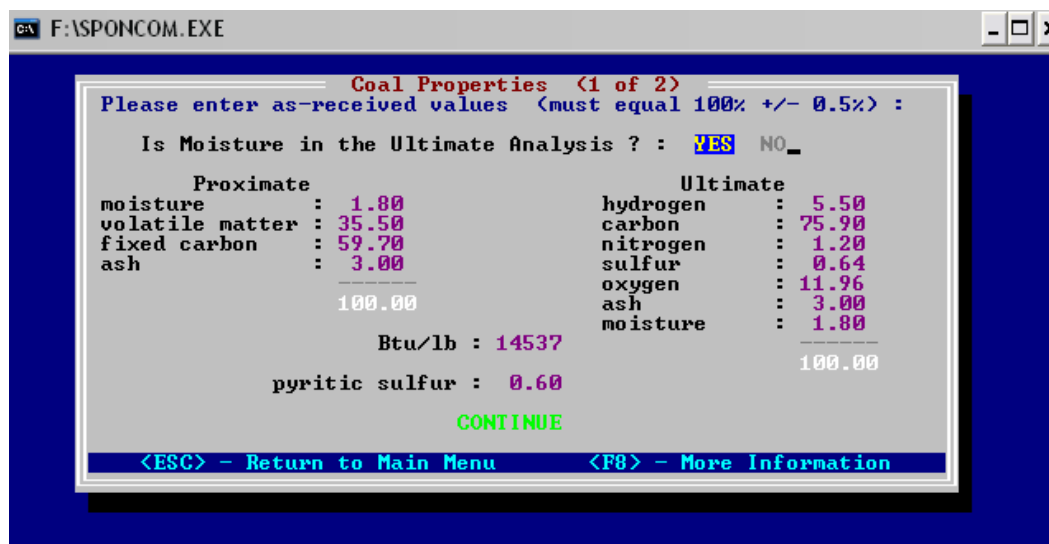 F:\SPONCOM.EXE
Coal Properties (1 of 2)
Please enter as-received values (must equal 100% +/- 0.5%) :
Is Moisture in the Ultimate Analysis ? : YES NO
Proximate
moisture : 1.80
volatile matter : 35.50
fixed carbon : 59.70
ash : 3.00
100.00
Ultimate
hydrogen : 5.50
carbon : 75.90
nitrogen : 1.20
sulfur : 0.64
oxygen : 11.96
ash : 3.00
moisture : 1.80
100.00
Btu/lb : 14537
pyritic sulfur : 0.60
CONTINUE
<ESC> - Return to Main Menu <F8> - More Information